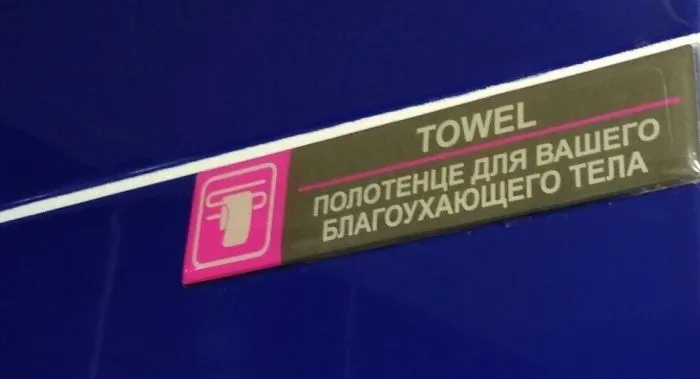 TOWEL
ПОЛОТЕНЦЕ ДЛЯ ВАШЕГО
БЛАГОУХАЮЩЕГО ТЕЛА